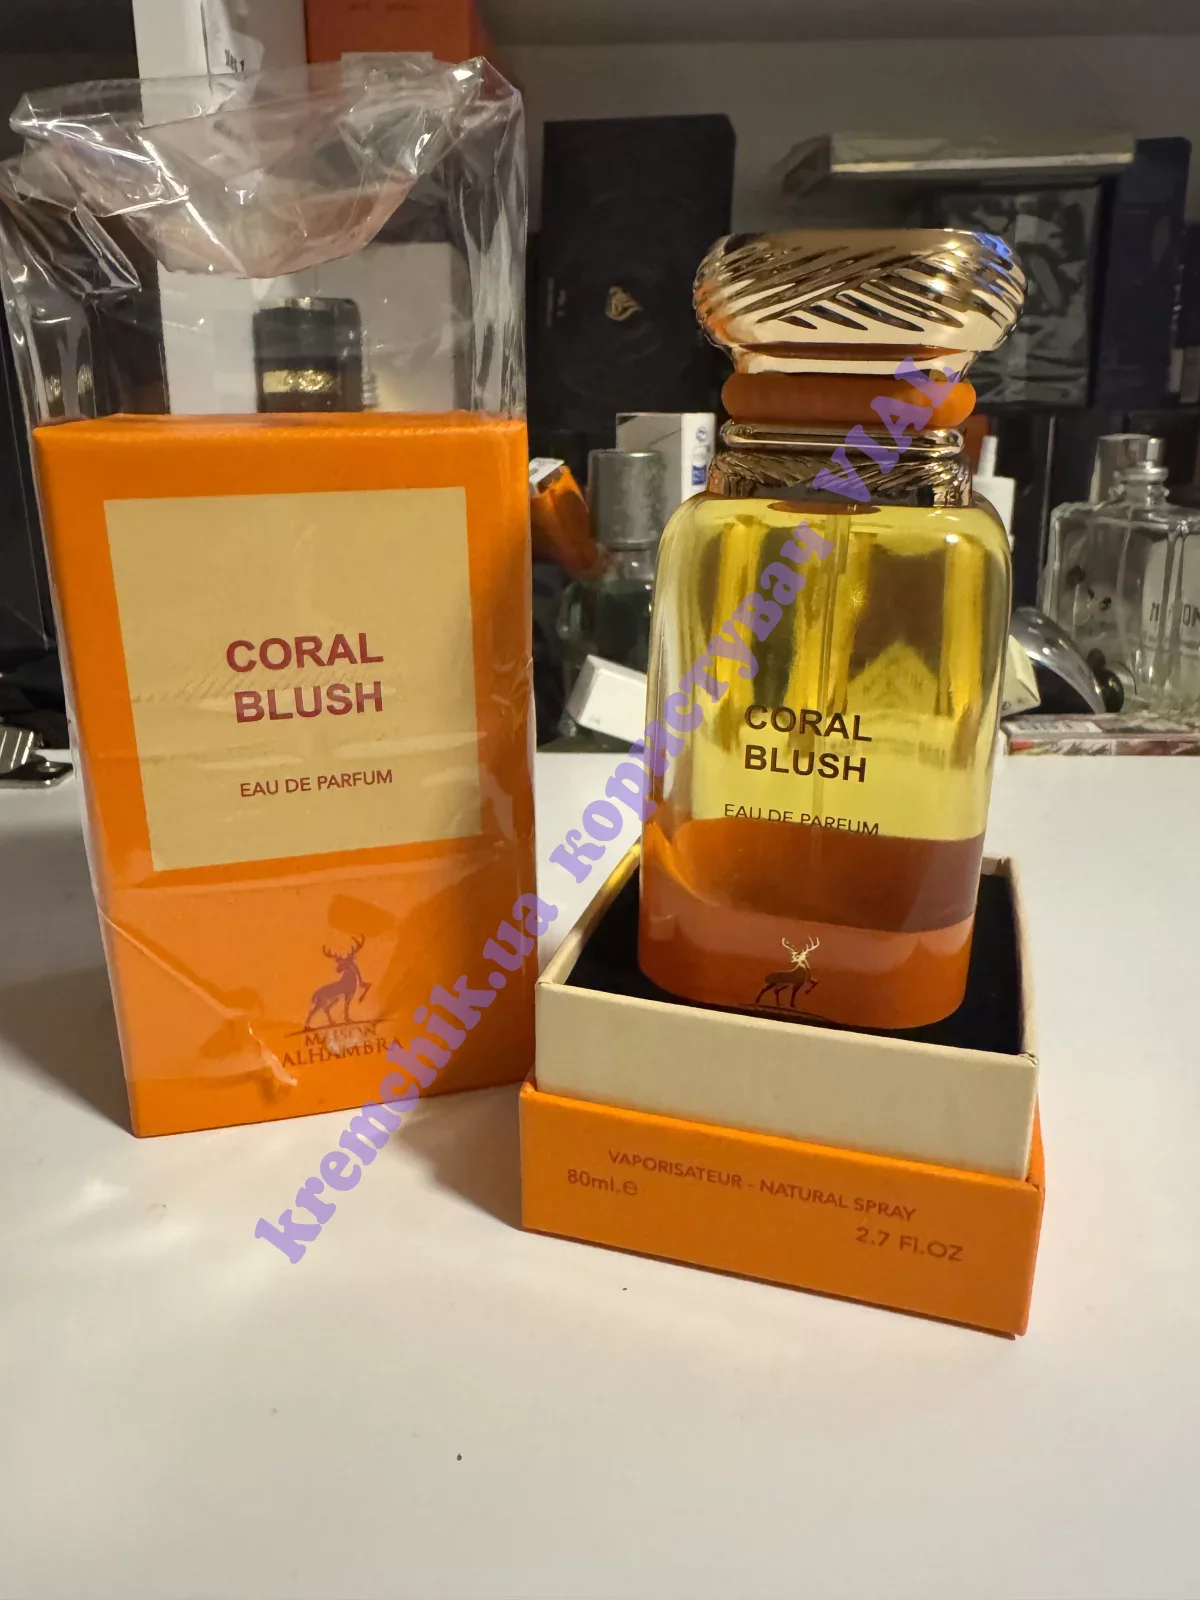 CORAL
BLUSH
EAU DE PARFUM
MAISON
ALHAMBRA
CORAL
BLUSH
EAU DE PARFUM
VAPORISATEUR - NATURAL SPRAY
80ml.e
2.7 Fl.OZ
kremchik.ua користувач VIAL